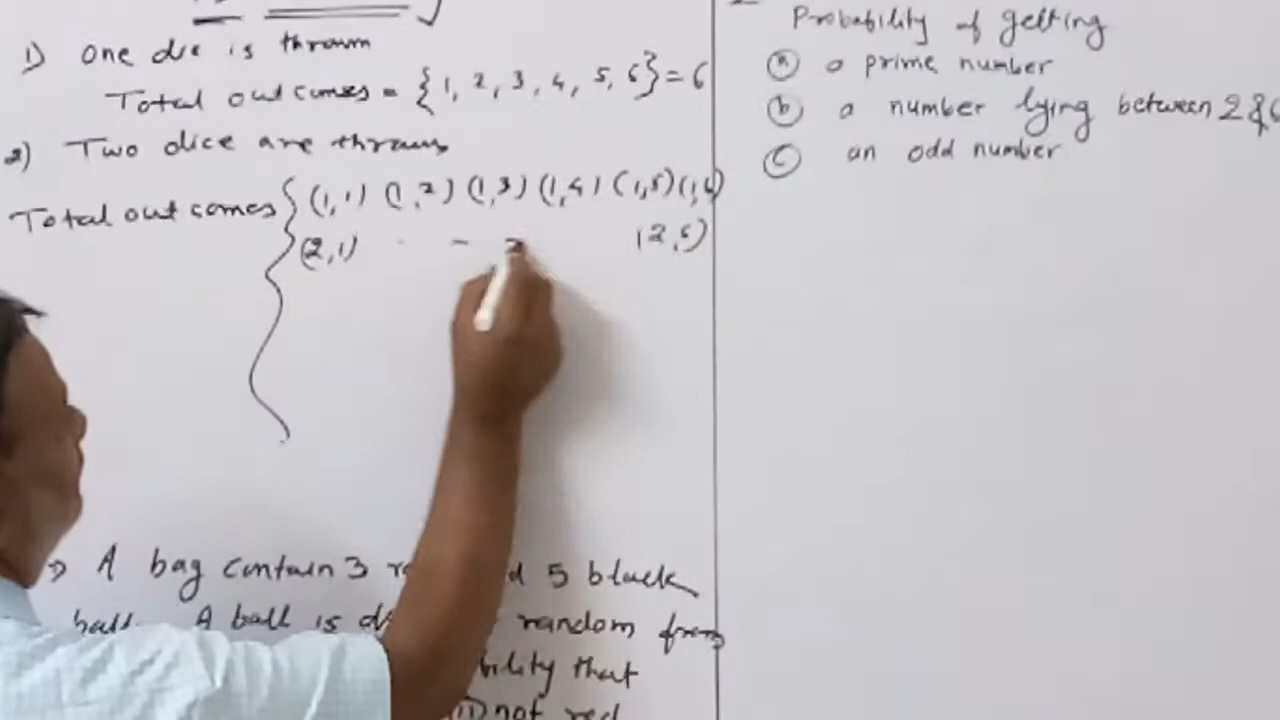 1) one die is thrown
Total out comes = {1, 2, 3, 4, 5, 6} = 6
2) Two dice are thrown
Total out comes { (1,1) (1,2) (1,3) (1,4) (1,5) (1,6)
(2,1) - - - (2,6)
⇒ A bag contain 3 5 black
ball. A ball is random from
bility that
(ii) not red
Probability of getting
(a) a prime number
(b) a number lying between 2 & 6
(c) an odd number